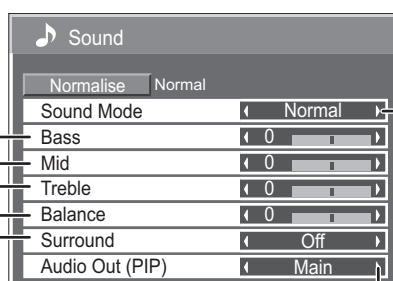 Sound
Normalise Normal
Sound Mode Normal
Bass 0
Mid 0
Treble 0
Balance 0
Surround Off
Audio Out (PIP) Main